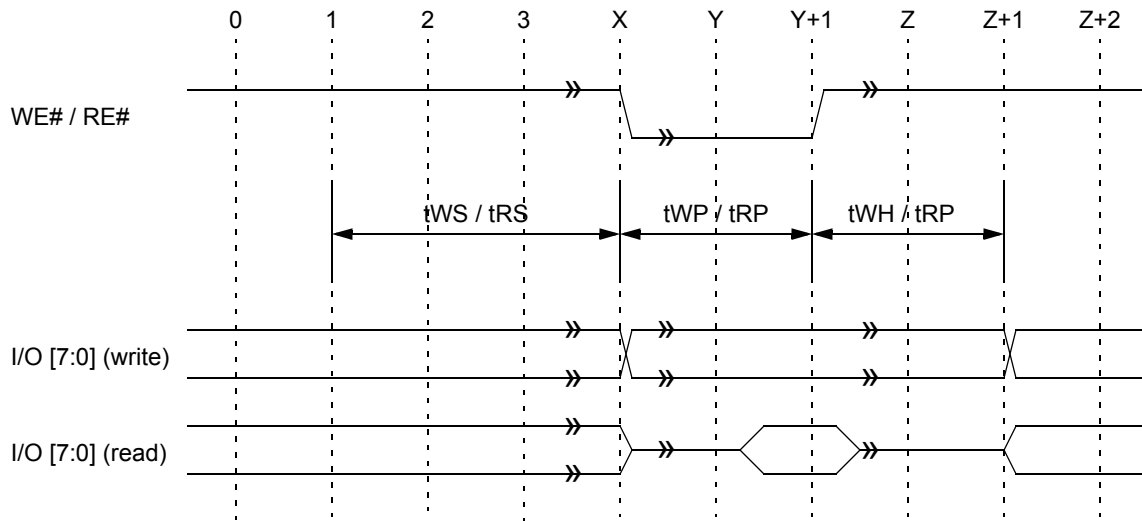 0 1 2 3 X Y Y+1 Z Z+1 Z+2
WE# / RE#
tWS / tRS tWP / tRP tWH / tRP
I/O [7:0] (write)
I/O [7:0] (read)